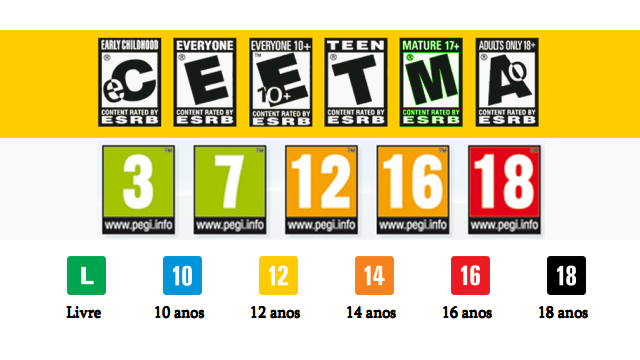 EARLY CHILDHOOD EVERYONE EVERYONE 10+ TEEN MATURE 17+ ADULTS ONLY 18+
eC E E 10+ T M AO
CONTENT RATED BY CONTENT RATED BY CONTENT RATED BY CONTENT RATED BY CONTENT RATED BY CONTENT RATED BY
ESRB ESRB ESRB ESRB ESRB ESRB
3 7 12 16 18
www.pegi.info www.pegi.info www.pegi.info www.pegi.info www.pegi.info
L 10 12 14 16 18
Livre 10 anos 12 anos 14 anos 16 anos 18 anos